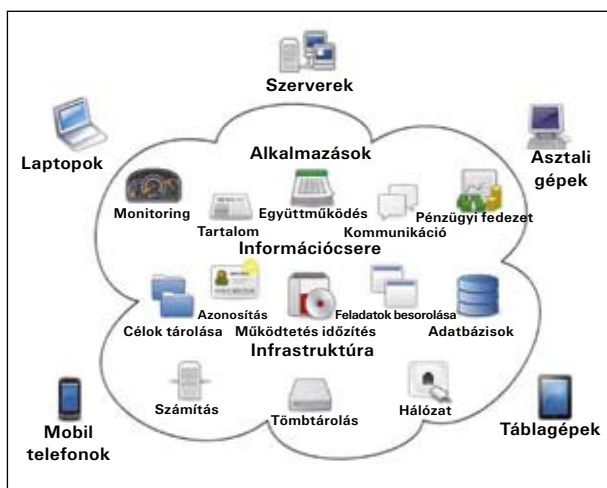 Szerverek
Laptopok
Asztali
gépek
Alkalmazások
Monitoring
Tartalom
Együttműködés
Kommunikáció
Pénzügyi fedezet
Információcsere
Célok tárolása
Azonosítás
Működtetés időzítés
Feladatok besorolása
Adatbázisok
Infrastruktúra
Számítás
Tömbtárolás
Hálózat
Mobil
telefonok
Táblagépek